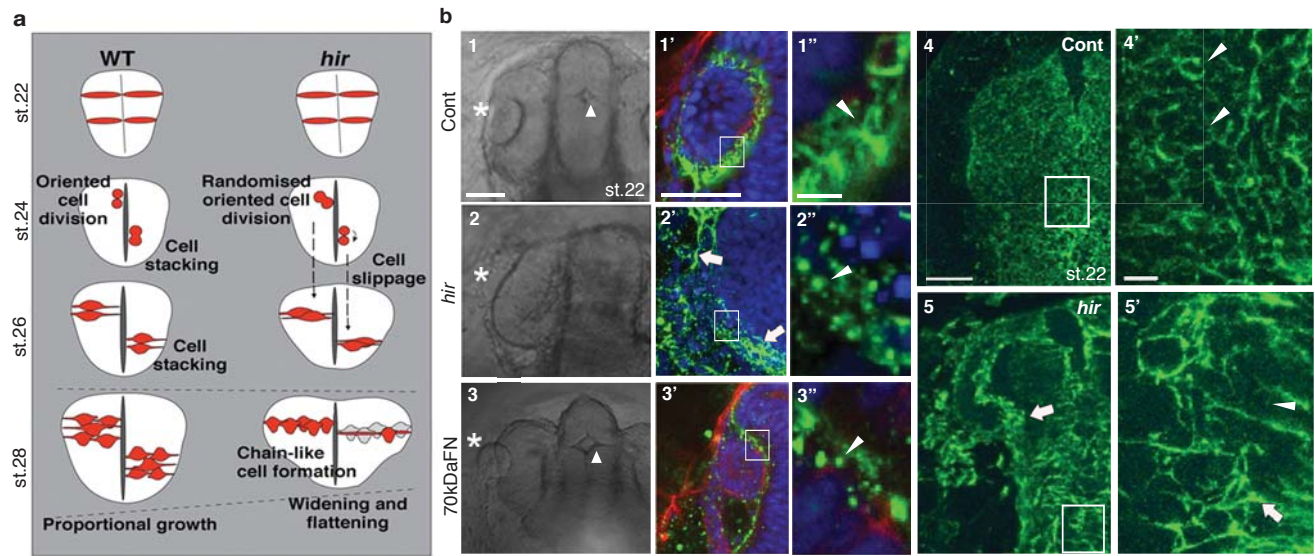 a
WT
hir
st.22
Oriented
cell
division
Randomised
oriented cell
division
st.24
Cell
stacking
Cell
slippage
st.26
Cell
stacking
st.28
Chain-like
cell formation
Proportional growth
Widening and
flattening
b
Cont
1
*
st.22
1'
1"
hir
2
*
2'
2"
70kDaFN
3
*
3'
3"
4
Cont
st.22
4'
5
hir
5'